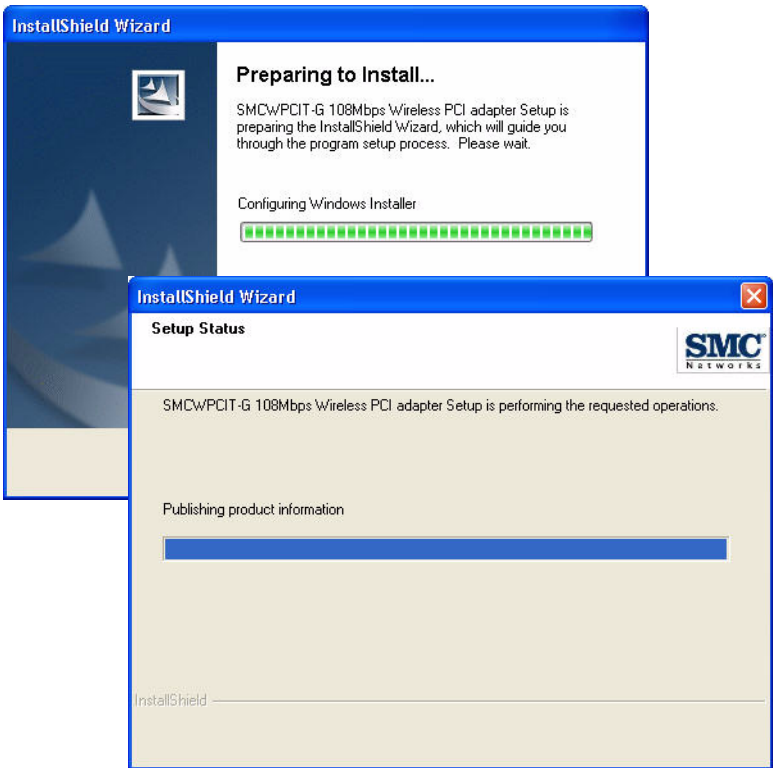 InstallShield Wizard
Preparing to Install...
SMCWPCIT-G 108Mbps Wireless PCI adapter Setup is
preparing the InstallShield Wizard, which will guide you
through the program setup process. Please wait.
Configuring Windows Installer
InstallShield Wizard
Setup Status
SMC®
Networks
SMCWPCIT-G 108Mbps Wireless PCI adapter Setup is performing the requested operations.
Publishing product information
InstallShield